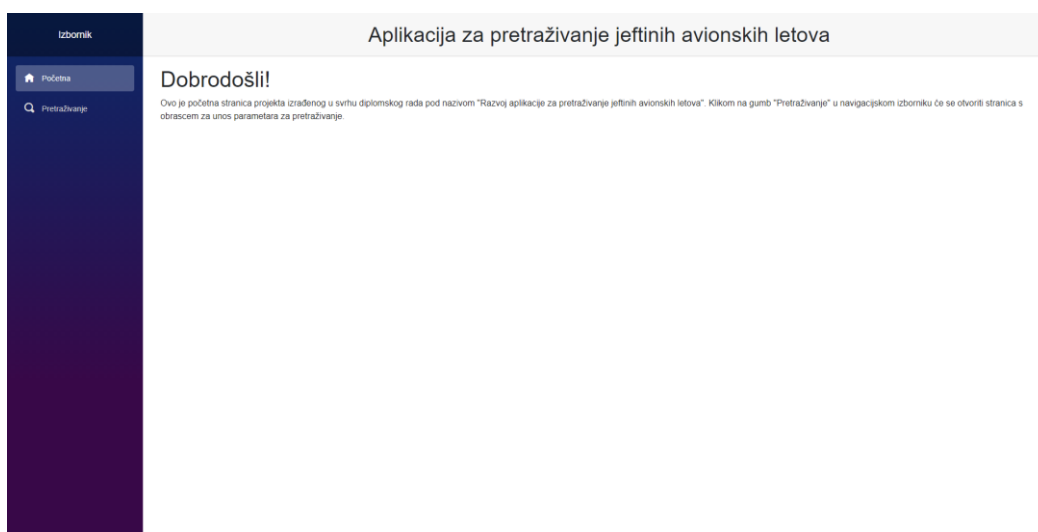 Izbornik
Aplikacija za pretraživanje jeftinih avionskih letova
Početna
Pretraživanje
Dobrodošli!
Ovo je početna stranica projekta izrađenog u svrhu diplomskog rada pod nazivom "Razvoj aplikacije za pretraživanje jeftinih avionskih letova". Klikom na gumb "Pretraživanje" u navigacijskom izborniku će se otvoriti stranica s
obrascem za unos parametara za pretraživanje.